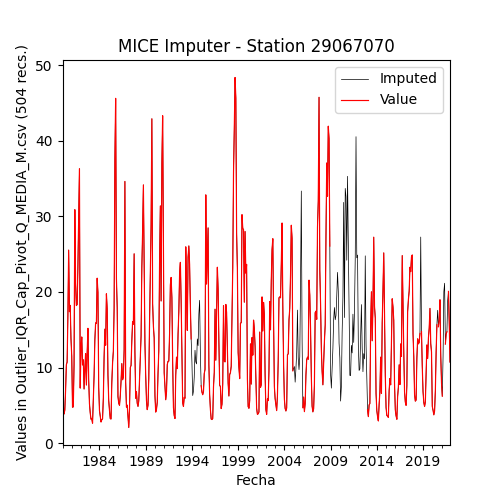 MICE Imputer - Station 29067070
Values in Outlier_IQR_Cap_Pivot_Q_MEDIA_M.csv (504 recs.)
50
40
30
20
10
0
Imputed
Value
1984 1989 1994 1999 2004 2009 2014 2019
Fecha